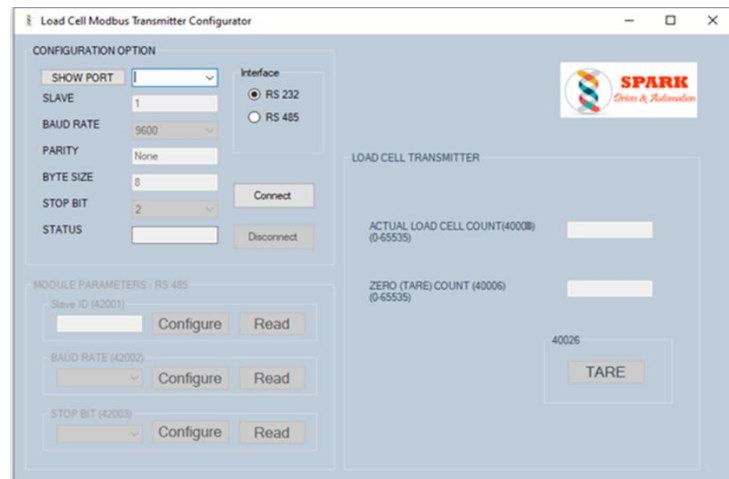 Load Cell Modbus Transmitter Configurator
CONFIGURATION OPTION
SHOW PORT
SLAVE
1
BAUD RATE
9600
PARITY
None
BYTE SIZE
8
STOP BIT
2
STATUS
Interface
RS 232
RS 485
Connect
Disconnect
SPARK
Drives & Automation
MODULE PARAMETERS - RS 485
Slave ID (42001)
Configure
Read
BAUD RATE (42002)
Configure
Read
STOP BIT (42003)
Configure
Read
LOAD CELL TRANSMITTER
ACTUAL LOAD CELL COUNT
(0-65535)
ZERO (TARE) COUNT (40006)
(0-65535)
40026
TARE